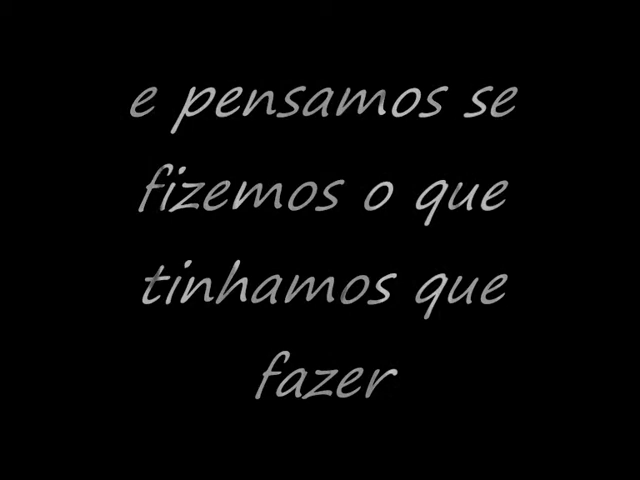 e pensamos se
fizemos o que
tinhamos que
fazer